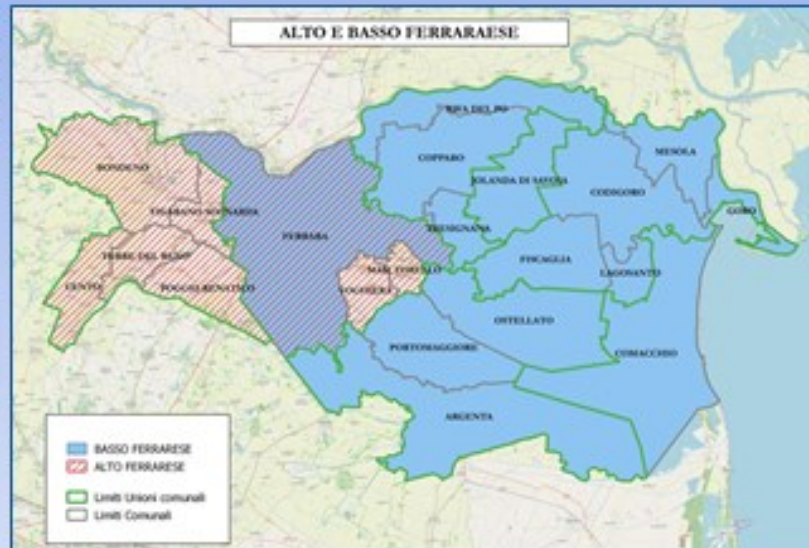 ALTO E BASSO FERRARAESE
RIVA DEL PO
MESOLA
COPPARO
BONDENO
JOLANDA DI SAVOIA
CODIGORO
VIGARANO MAINARDA
GORO
TRESIGNANA
FERRARA
TERRE DEL RENO
FISCAGLIA
MASI TORELLO
LAGOSANTO
CENTO
POGGIO RENATICO
VOGHIERA
OSTELLATO
PORTOMAGGIORE
COMACCHIO
ARGENTA
BASSO FERRARESE
ALTO FERRARESE
Limiti Unioni comunali
Limiti Comunali